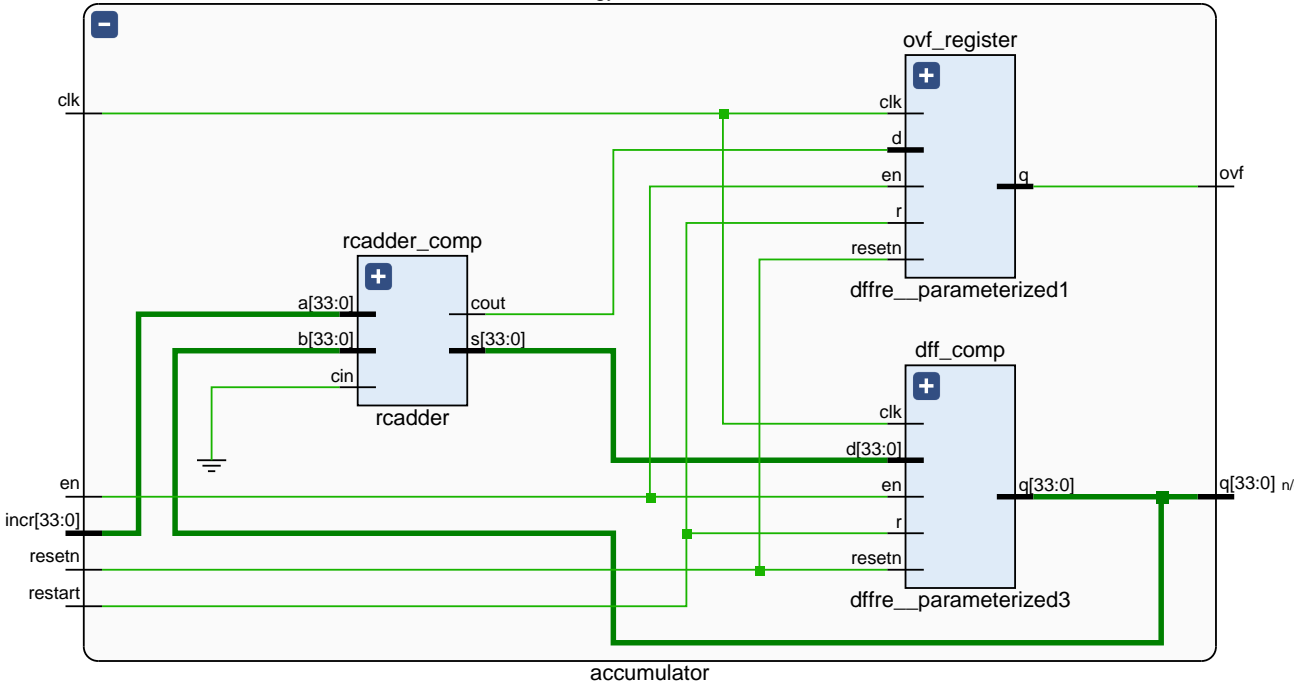 ovf_register
clk
clk
d
en
q
ovf
r
resetn
dffre__parameterized1
rcadder_comp
a[33:0]
cout
b[33:0]
s[33:0]
cin
rcadder
dff_comp
clk
d[33:0]
en
en
q[33:0]
q[33:0] n/
incr[33:0]
r
resetn
resetn
restart
dffre__parameterized3
accumulator